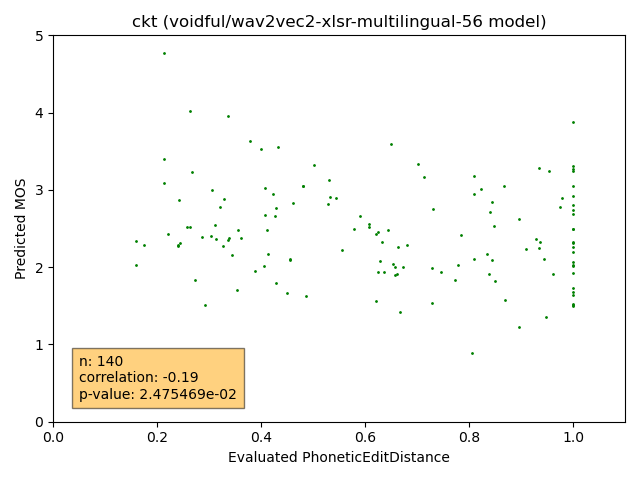 ckt (voidful/wav2vec2-xlsr-multilingual-56 model)
5
4
3
2
1
0
Predicted MOS
n: 140
correlation: -0.19
p-value: 2.475469e-02
0.0 0.2 0.4 0.6 0.8 1.0
Evaluated PhoneticEditDistance